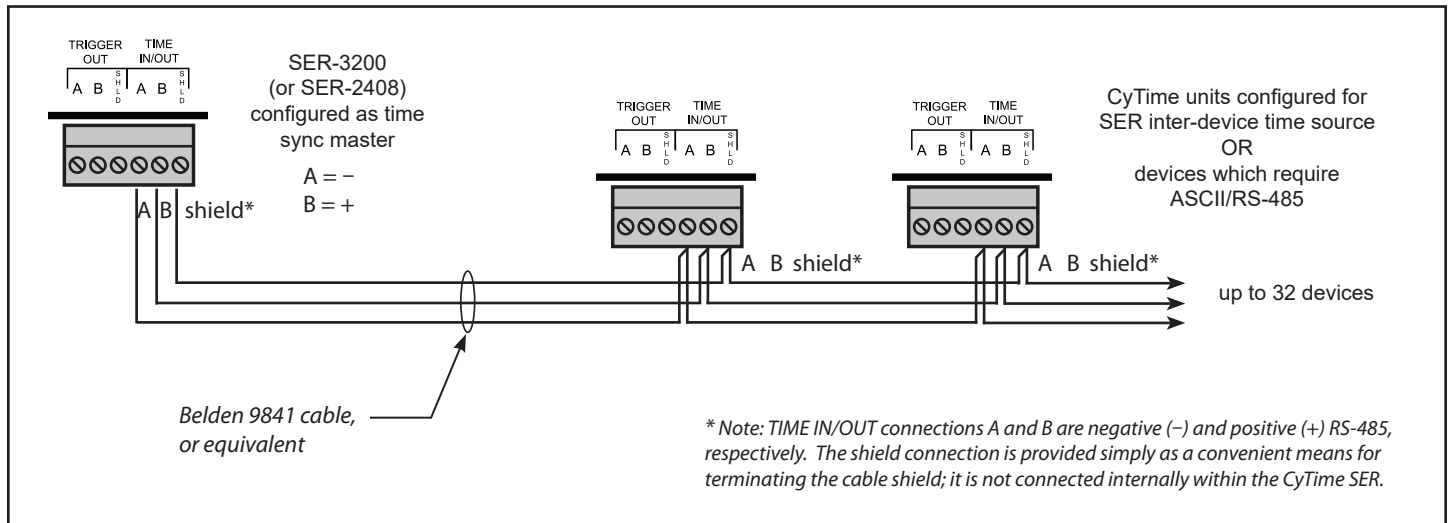 TRIGGER OUT
TIME IN/OUT
A B SHLD A B SHLD
SER-3200
(or SER-2408)
configured as time
sync master
A = −
B = +
A B shield*
TRIGGER OUT
TIME IN/OUT
A B SHLD A B SHLD
A B shield*
TRIGGER OUT
TIME IN/OUT
A B SHLD A B SHLD
A B shield*
CyTime units configured for
SER inter-device time source
OR
devices which require
ASCII/RS-485
up to 32 devices
Belden 9841 cable,
or equivalent
* Note: TIME IN/OUT connections A and B are negative (−) and positive (+) RS-485,
respectively. The shield connection is provided simply as a convenient means for
terminating the cable shield; it is not connected internally within the CyTime SER.